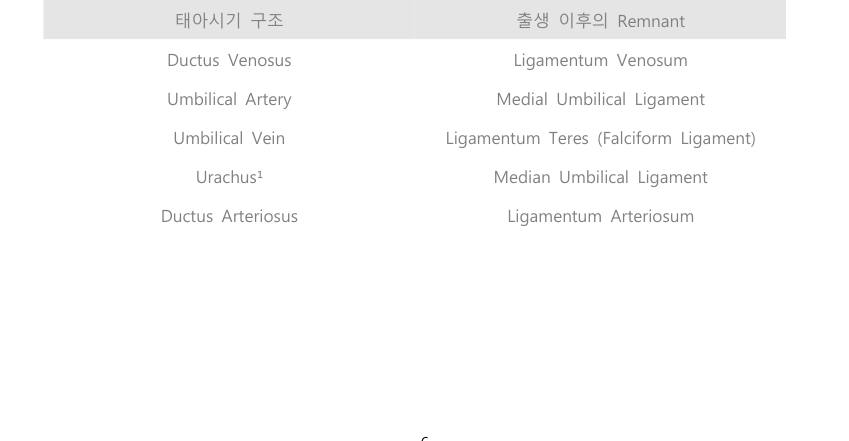 태아시기 구조 출생 이후의 Remnant
Ductus Venosus Ligamentum Venosum
Umbilical Artery Medial Umbilical Ligament
Umbilical Vein Ligamentum Teres (Falciform Ligament)
Urachus¹ Median Umbilical Ligament
Ductus Arteriosus Ligamentum Arteriosum